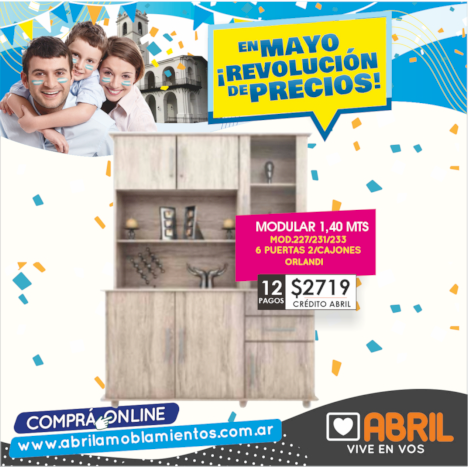 EN MAYO
¡REVOLUCIÓN
DE PRECIOS!
MODULAR 1,40 MTS
MOD.227/231/233
6 PUERTAS 2/CAJONES
ORLANDI
12
PAGOS
$2719
CRÉDITO ABRIL
COMPRÁ ONLINE
www.abrilamoblamientos.com.ar
ABRIL
VIVE EN VOS